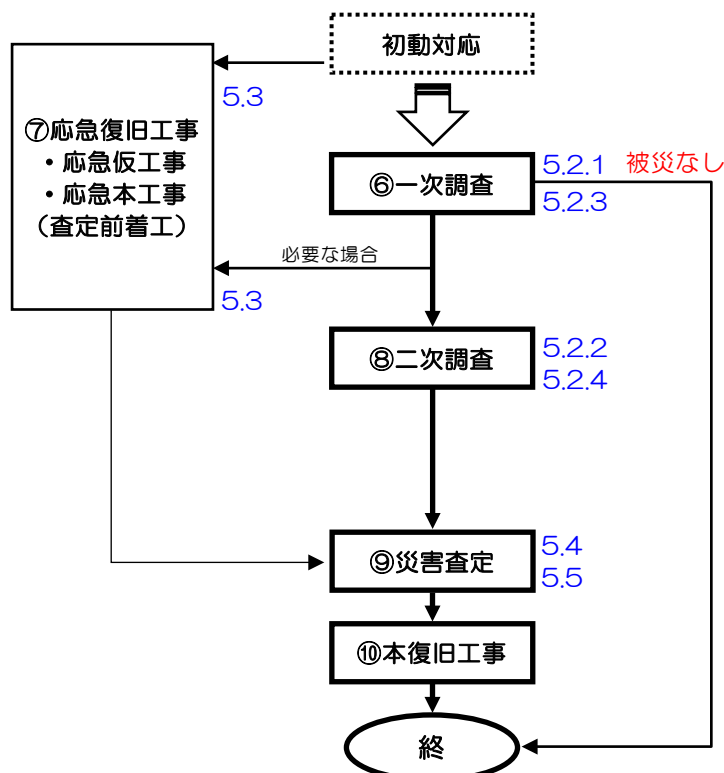 初動対応
5.3
⑦応急復旧工事
・応急仮工事
・応急本工事
（査定前着工）
⑥一次調査
5.2.1
5.2.3
被災なし
必要な場合
5.3
⑧二次調査
5.2.2
5.2.4
⑨災害査定
5.4
5.5
⑩本復旧工事
終